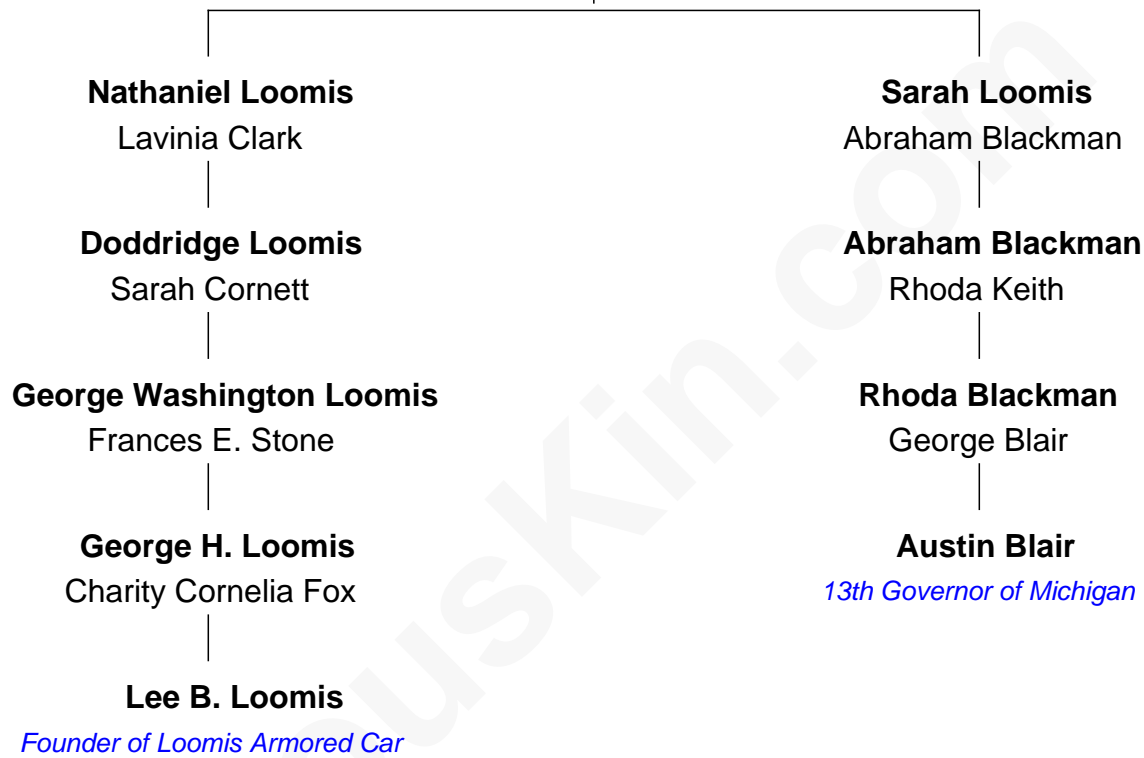 Nathaniel Loomis
Lavinia Clark
Sarah Loomis
Abraham Blackman
Doddridge Loomis
Sarah Cornett
Abraham Blackman
Rhoda Keith
George Washington Loomis
Frances E. Stone
Rhoda Blackman
George Blair
George H. Loomis
Charity Cornelia Fox
Austin Blair
13th Governor of Michigan
Lee B. Loomis
Founder of Loomis Armored Car
ousKin.com